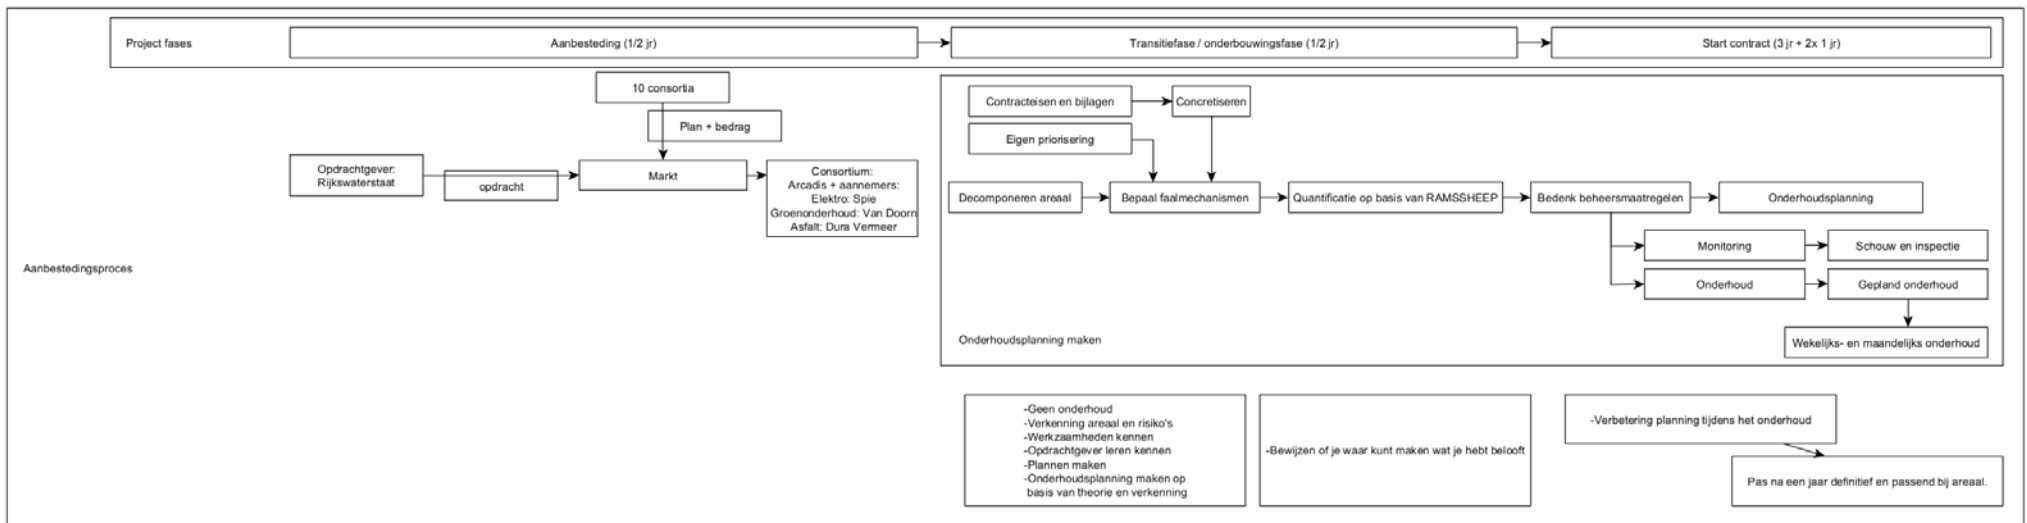 Project fases
Aanbesteding (1/2 jr)
Transitiefase / onderbouwingsfase (1/2 jr)
Start contract (3 jr + 2x 1 jr)
10 consortia
Plan + bedrag
Opdrachtgever:
Rijkswaterstaat
opdracht
Markt
Consortium:
Arcadis + aannemers:
Elektro: Spie
Groenonderhoud: Van Doorn
Asfalt: Dura Vermeer
Aanbestedingsproces
Contracteisen en bijlagen
Concretiseren
Eigen priorisering
Decomponeren areaal
Bepaal faalmechanismen
Quantificatie op basis van RAMSSHEEP
Bedenk beheersmaatregelen
Onderhoudsplanning
Monitoring
Schouw en inspectie
Onderhoud
Gepland onderhoud
Wekelijks- en maandelijks onderhoud
Onderhoudsplanning maken
-Geen onderhoud
-Verkenning areaal en risiko's
-Werkzaamheden kennen
-Opdrachtgever leren kennen
-Plannen maken
-Onderhoudsplanning maken op
basis van theorie en verkenning
-Bewijzen of je waar kunt maken wat je hebt belooft
-Verbetering planning tijdens het onderhoud
Pas na een jaar definitief en passend bij areaal.